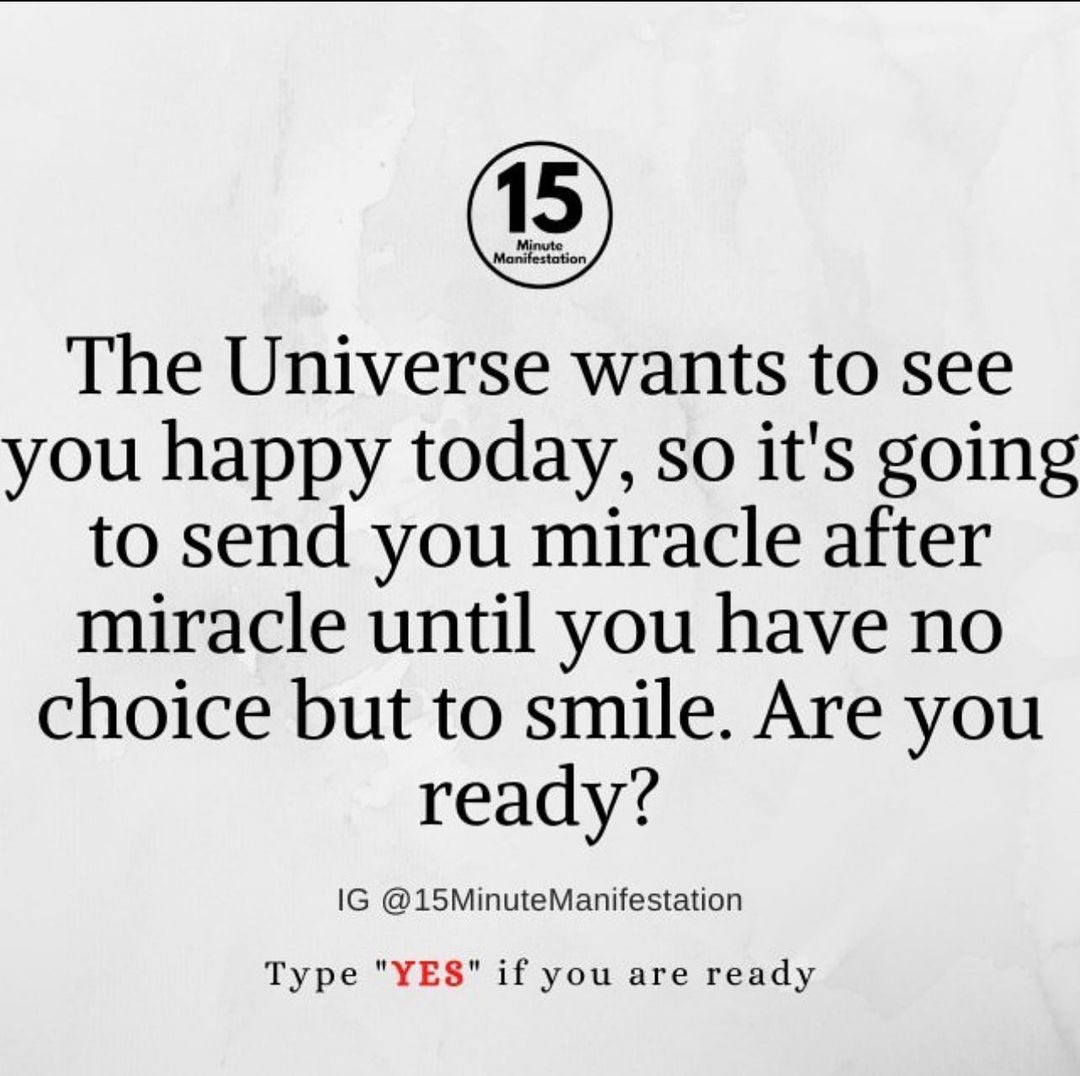 15
Minute
Manifestation
The Universe wants to see
you happy today, so it's going
to send you miracle after
miracle until you have no
choice but to smile. Are you
ready?
IG @15MinuteManifestation
Type "YES" if you are ready